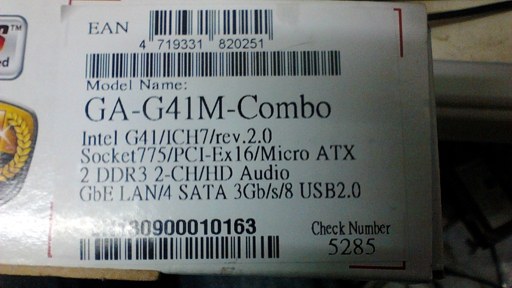 EAN
4 719331 820251
Model Name:
GA-G41M-Combo
Intel G41/ICH7/rev.2.0
Socket775/PCI-Ex16/Micro ATX
2 DDR3 2-CH/HD Audio
GbE LAN/4 SATA 3Gb/s/8 USB2.0
30900010163
Check Number
5285